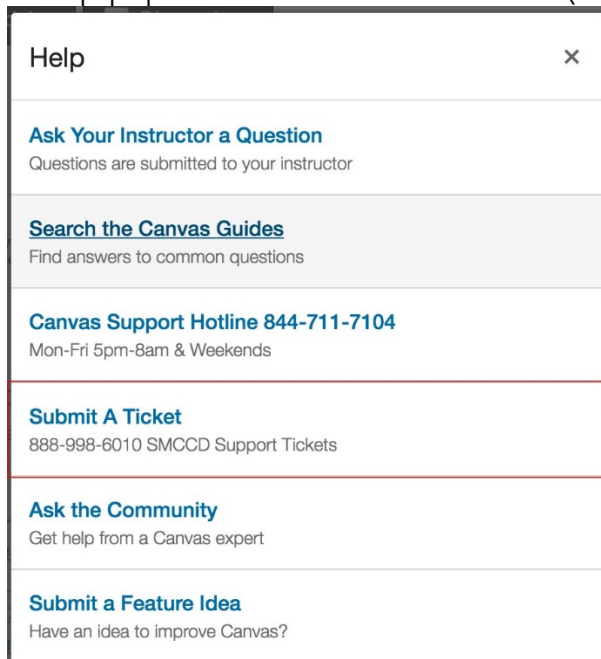 Help ×
Ask Your Instructor a Question
Questions are submitted to your instructor
Search the Canvas Guides
Find answers to common questions
Canvas Support Hotline 844-711-7104
Mon-Fri 5pm-8am & Weekends
Submit A Ticket
888-998-6010 SMCCD Support Tickets
Ask the Community
Get help from a Canvas expert
Submit a Feature Idea
Have an idea to improve Canvas?